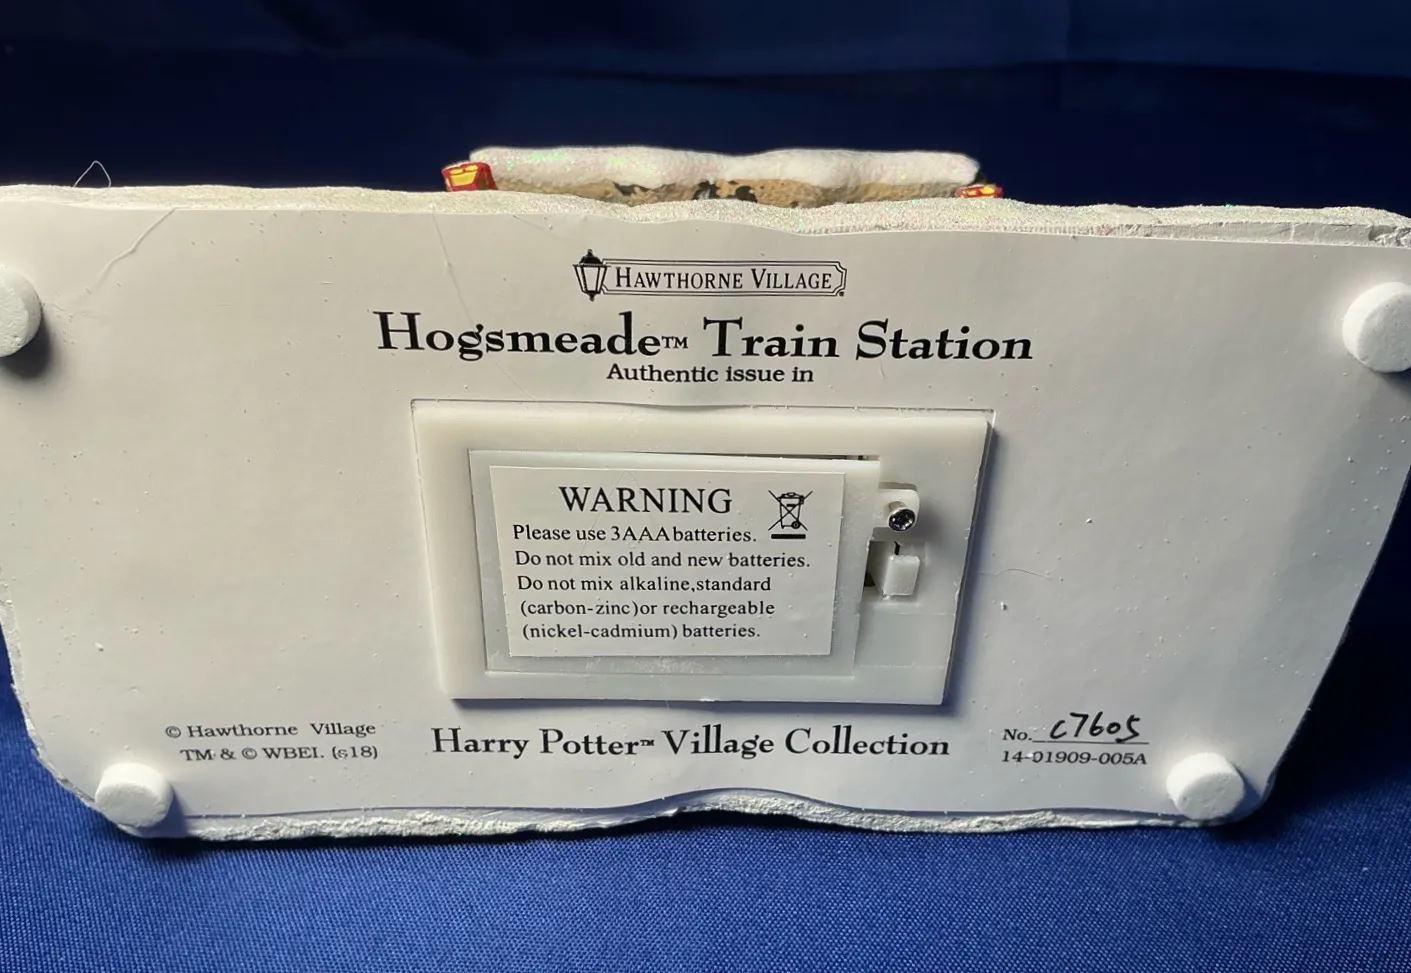 HAWTHORNE VILLAGE
Hogsmeade™ Train Station
Authentic issue in
WARNING
Please use 3AAA batteries.
Do not mix old and new batteries.
Do not mix alkaline,standard
(carbon-zinc)or rechargeable
(nickel-cadmium) batteries.
© Hawthorne Village
TM & © WBEI. (s18)
Harry Potter™ Village Collection
No. C7605
14-01909-005A